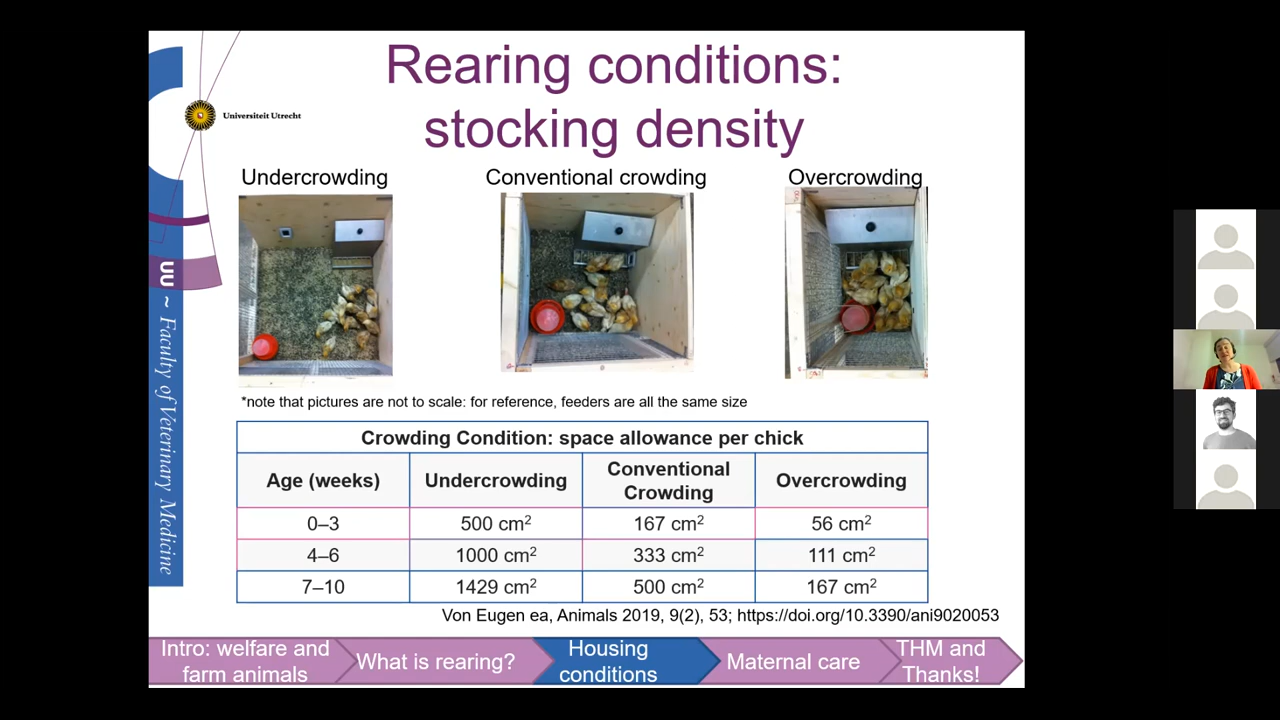 Rearing conditions:
stocking density
Universiteit Utrecht
Undercrowding
Conventional crowding
Overcrowding
*note that pictures are not to scale: for reference, feeders are all the same size
Crowding Condition: space allowance per chick
Age (weeks) Undercrowding Conventional Crowding Overcrowding
0–3 500 cm² 167 cm² 56 cm²
4–6 1000 cm² 333 cm² 111 cm²
7–10 1429 cm² 500 cm² 167 cm²
Von Eugen ea, Animals 2019, 9(2), 53; https://doi.org/10.3390/ani9020053
UU ~ Faculty of Veterinary Medicine
Intro: welfare and
farm animals
What is rearing?
Housing
conditions
Maternal care
THM and
Thanks!